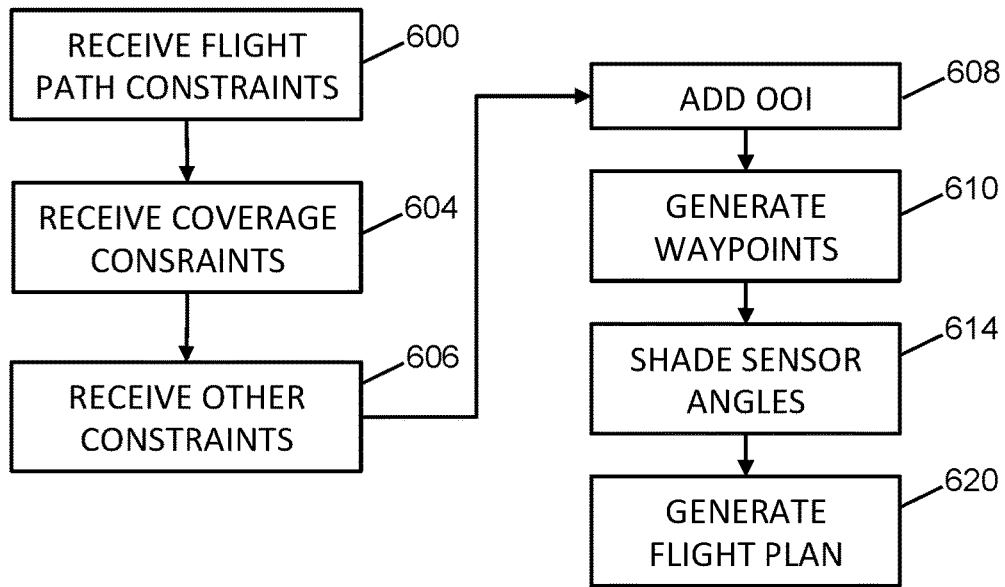 RECEIVE FLIGHT
PATH CONSTRAINTS
600
RECEIVE COVERAGE
CONSRAINTS
604
RECEIVE OTHER
CONSTRAINTS
606
ADD OOI
608
GENERATE
WAYPOINTS
610
SHADE SENSOR
ANGLES
614
GENERATE
FLIGHT PLAN
620